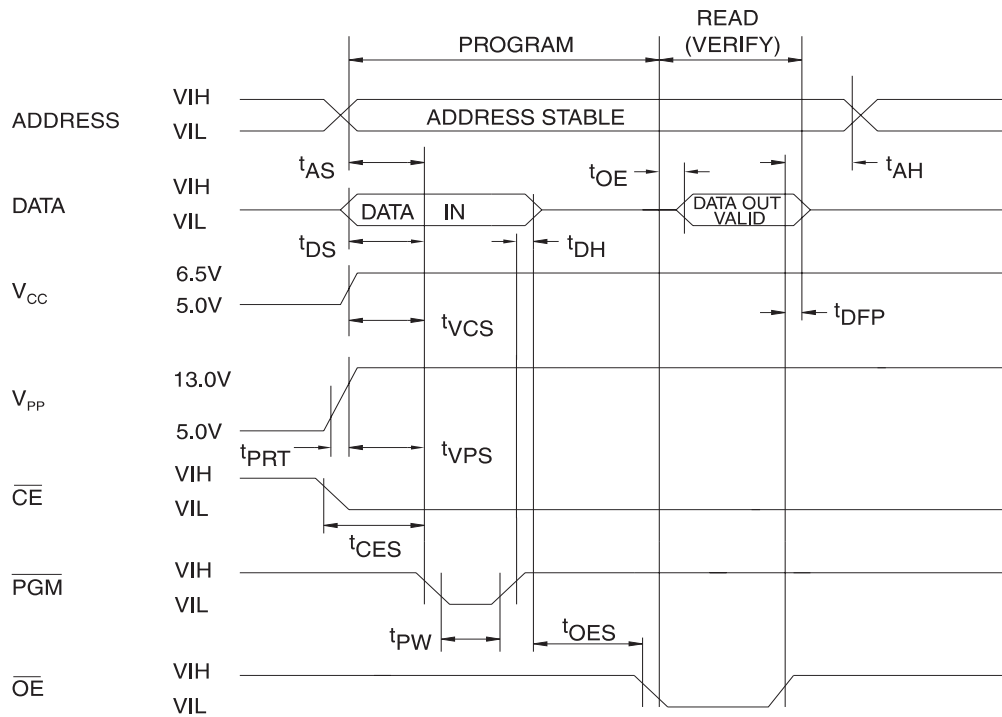 READ
PROGRAM (VERIFY)
ADDRESS VIH
VIL ADDRESS STABLE
tAS tOE tAH
DATA VIH
VIL DATA IN DATA OUT
VALID
tDS tDH
VCC 6.5V
5.0V
tVCS tDFP
VPP 13.0V
5.0V
tPRT tVPS
CE VIH
VIL
tCES
PGM VIH
VIL
tPW tOES
OE VIH
VIL